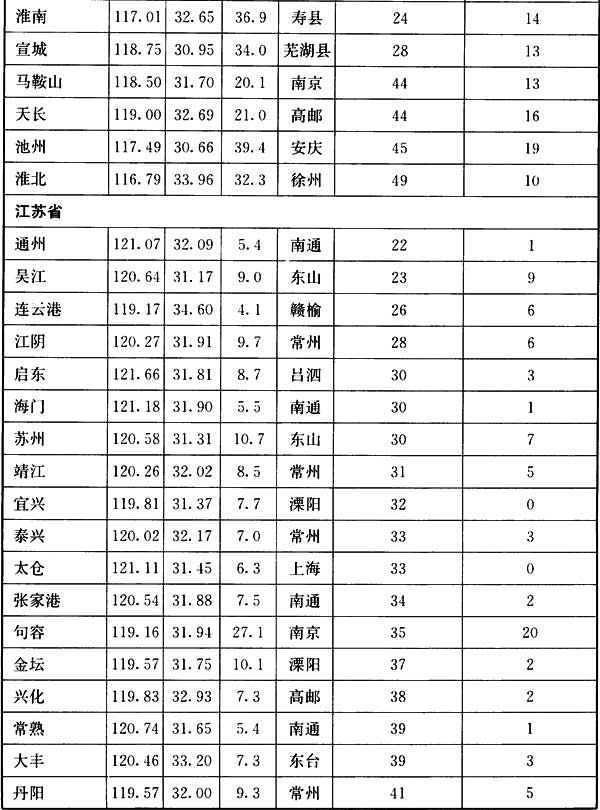 淮南 117.01 32.65 36.9 寿县 24 14
宣城 118.75 30.95 34.0 芜湖县 28 13
马鞍山 118.50 31.70 20.1 南京 44 13
天长 119.00 32.69 21.0 高邮 44 16
池州 117.49 30.66 39.4 安庆 45 19
淮北 116.79 33.96 32.3 徐州 49 10
江苏省
通州 121.07 32.09 5.4 南通 22 1
吴江 120.64 31.17 9.0 东山 23 9
连云港 119.17 34.60 4.1 赣榆 26 6
江阴 120.27 31.91 9.7 常州 28 6
启东 121.66 31.81 8.7 吕泗 30 3
海门 121.18 31.90 5.5 南通 30 1
苏州 120.58 31.31 10.7 东山 30 7
靖江 120.26 32.02 8.5 常州 31 5
宜兴 119.81 31.37 7.7 溧阳 32 0
泰兴 120.02 32.17 7.0 常州 33 3
太仓 121.11 31.45 6.3 上海 33 0
张家港 120.54 31.88 7.5 南通 34 2
句容 119.16 31.94 27.1 南京 35 20
金坛 119.57 31.75 10.1 溧阳 37 2
兴化 119.83 32.93 7.3 高邮 38 2
常熟 120.74 31.65 5.4 南通 39 1
大丰 120.46 33.20 7.3 东台 39 3
丹阳 119.57 32.00 9.3 常州 41 5